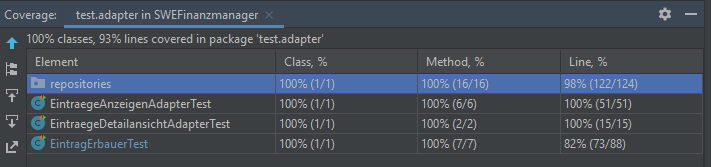 Coverage: test.adapter in SWEFinanzmanager
100% classes, 93% lines covered in package 'test.adapter'
Element Class, % Method, % Line, %
repositories 100% (1/1) 100% (16/16) 98% (122/124)
EintraegeAnzeigenAdapterTest 100% (1/1) 100% (6/6) 100% (51/51)
EintraegeDetailansichtAdapterTest 100% (1/1) 100% (2/2) 100% (15/15)
EintragErbauerTest 100% (1/1) 100% (7/7) 82% (73/88)